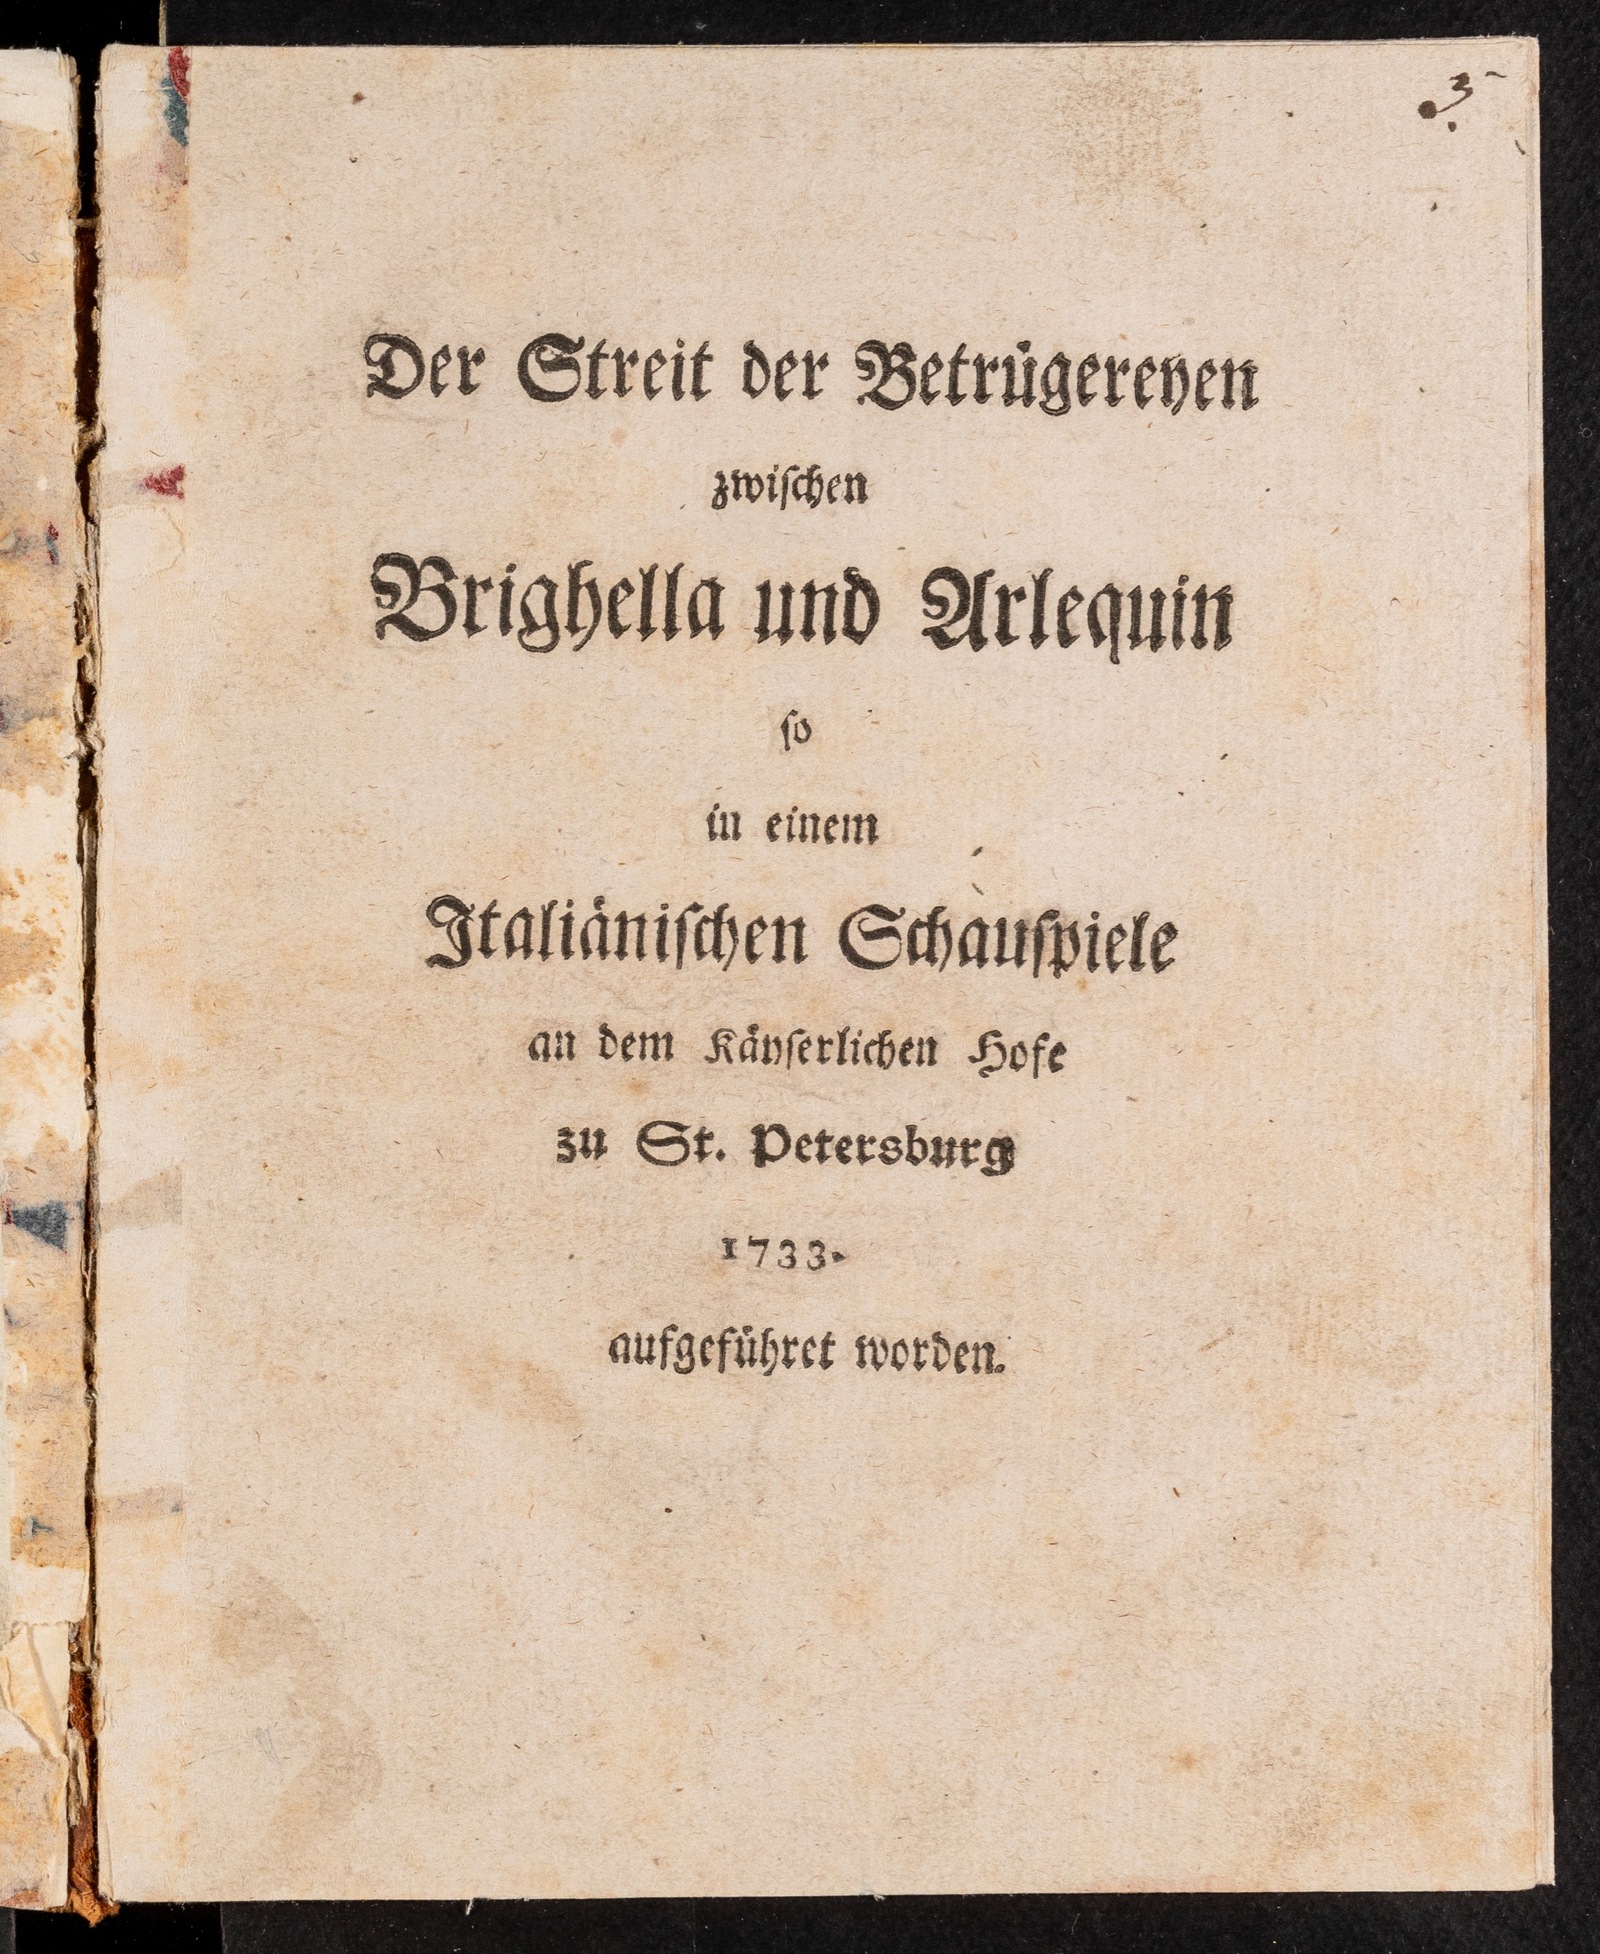 3.
Der Streit der Betrügereyen
zwiſchen
Brighella und Arlequin
ſo
in einem
Italiäniſchen Schauſpiele
an dem Käyſerlichen Hofe
zu St. Petersburg
1733.
aufgeführet worden.